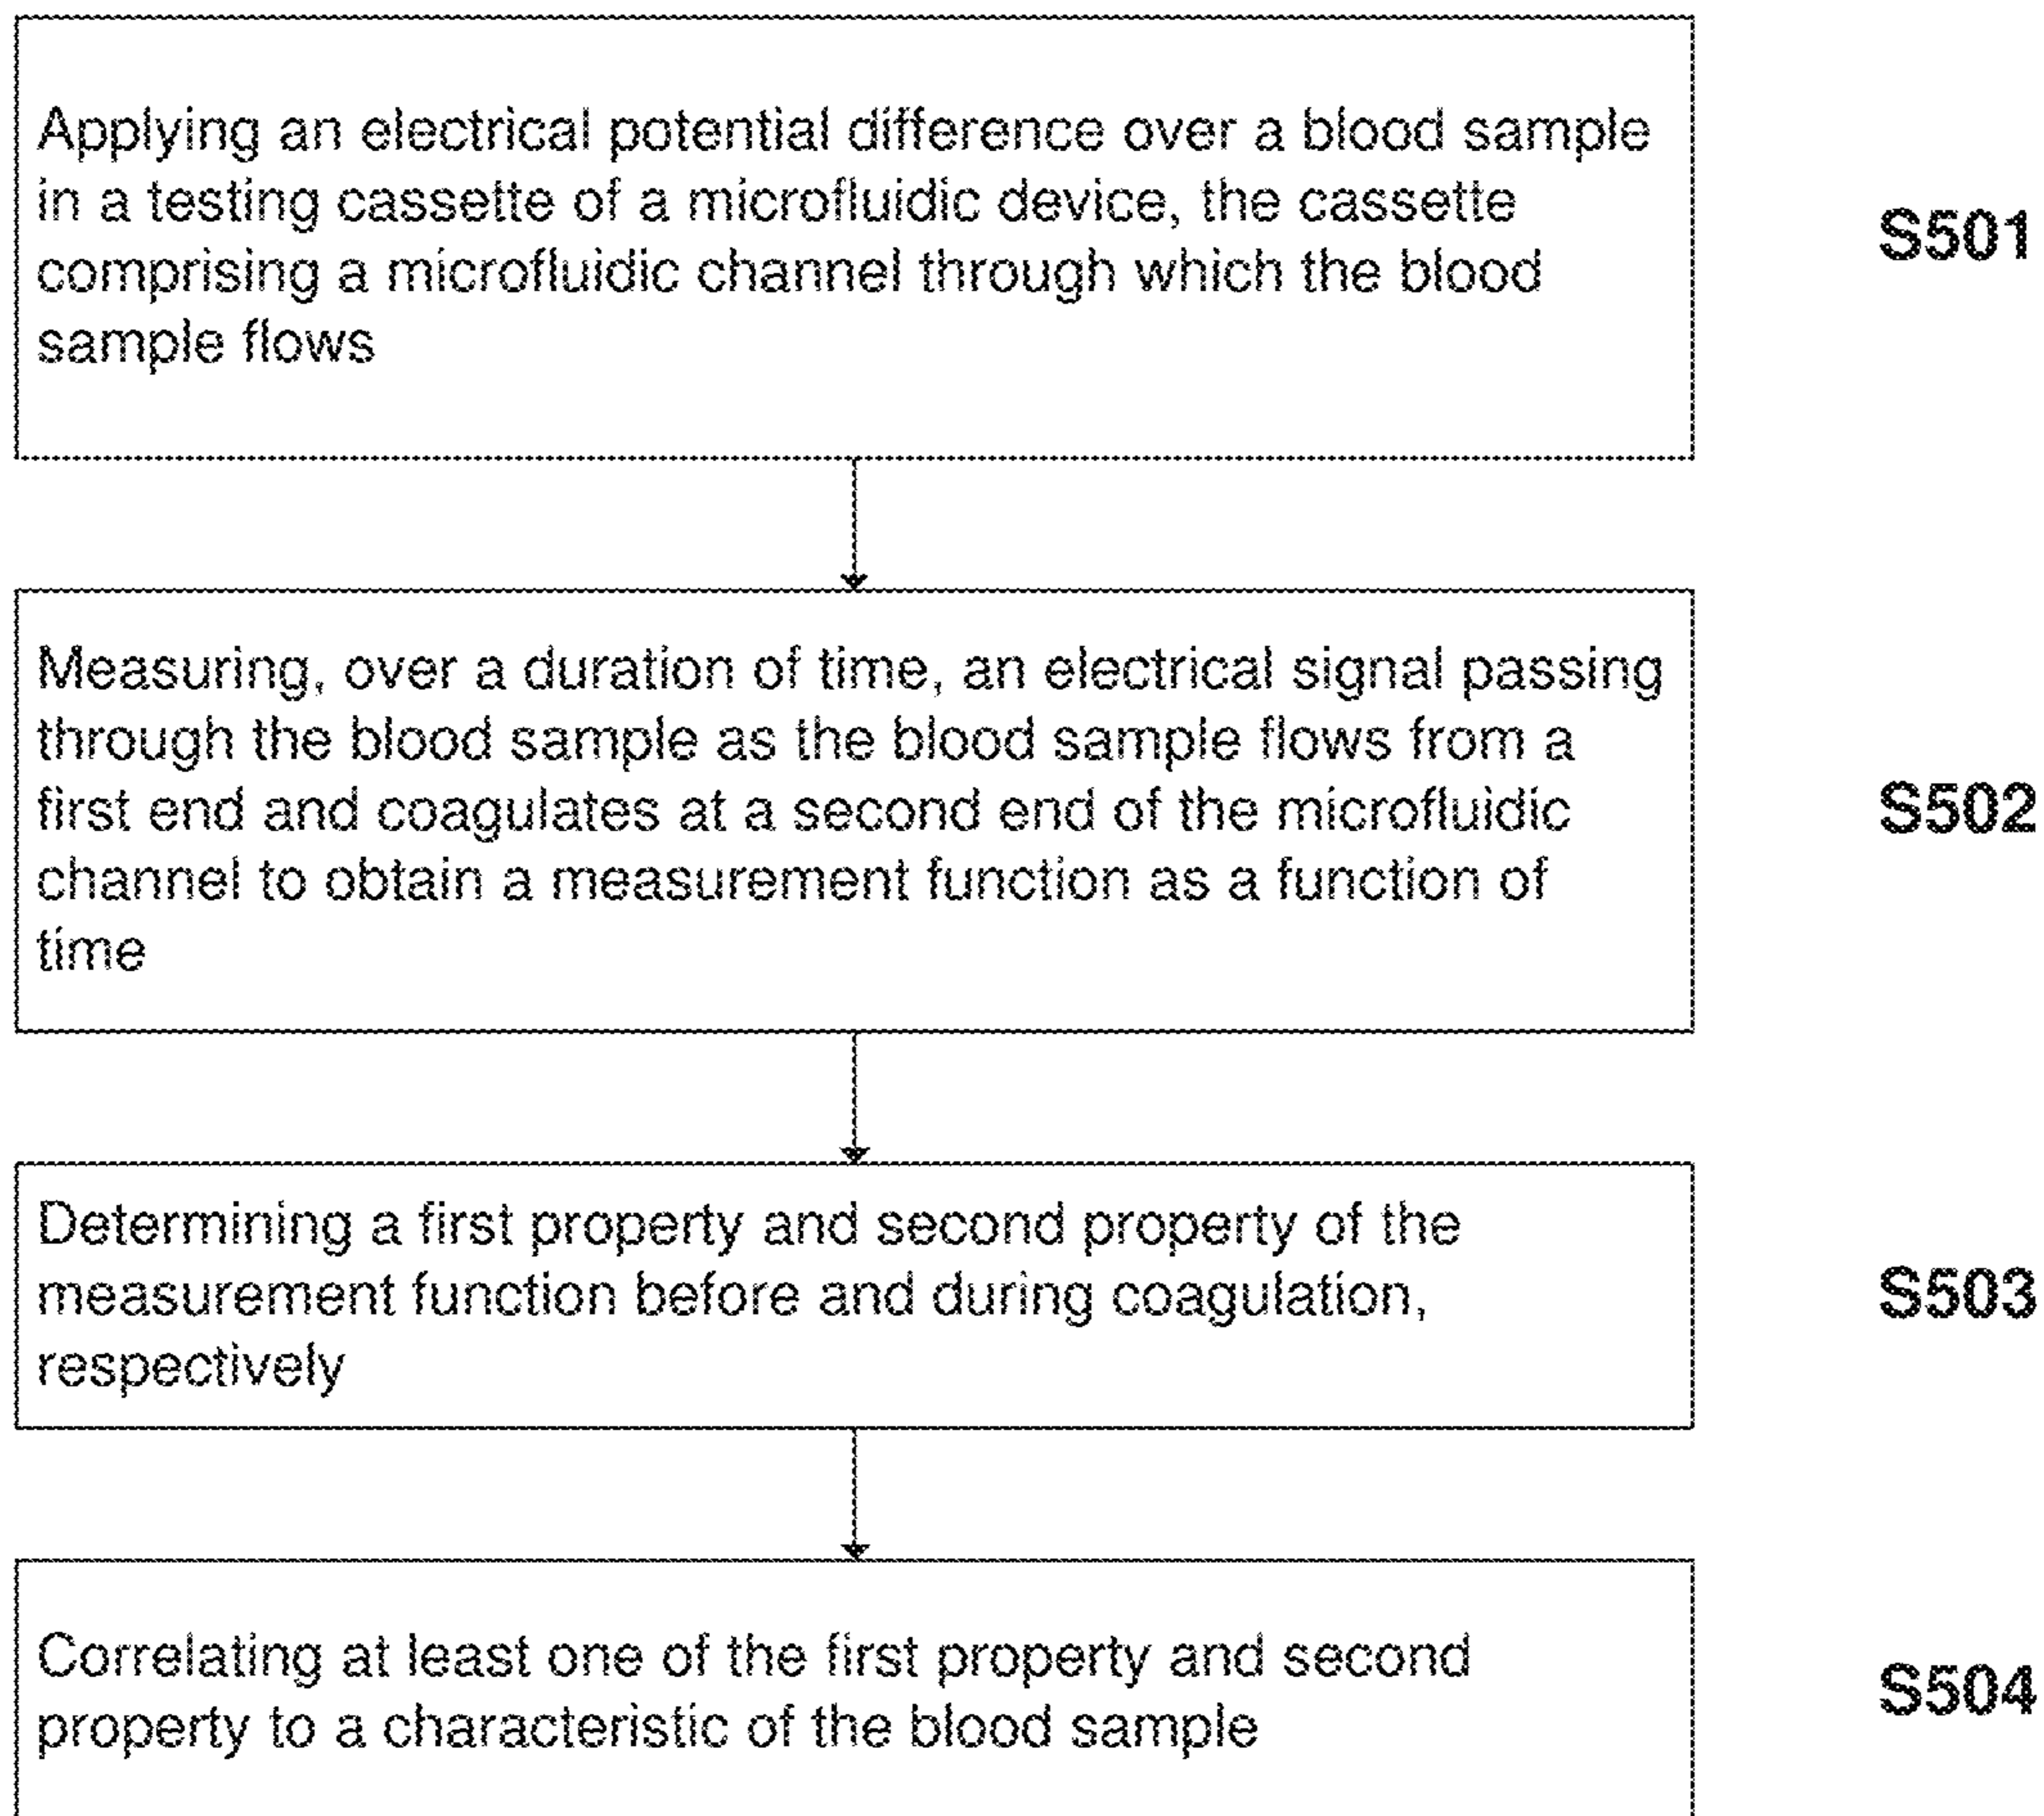 Applying an electrical potential difference over a blood sample
in a testing cassette of a microfluidic device, the cassette
comprising a microfluidic channel through which the blood
sample flows
S501
Measuring, over a duration of time, an electrical signal passing
through the blood sample as the blood sample flows from a
first end and coagulates at a second end of the microfluidic
channel to obtain a measurement function as a function of
time
S502
Determining a first property and second property of the
measurement function before and during coagulation,
respectively
S503
Correlating at least one of the first property and second
property to a characteristic of the blood sample
S504